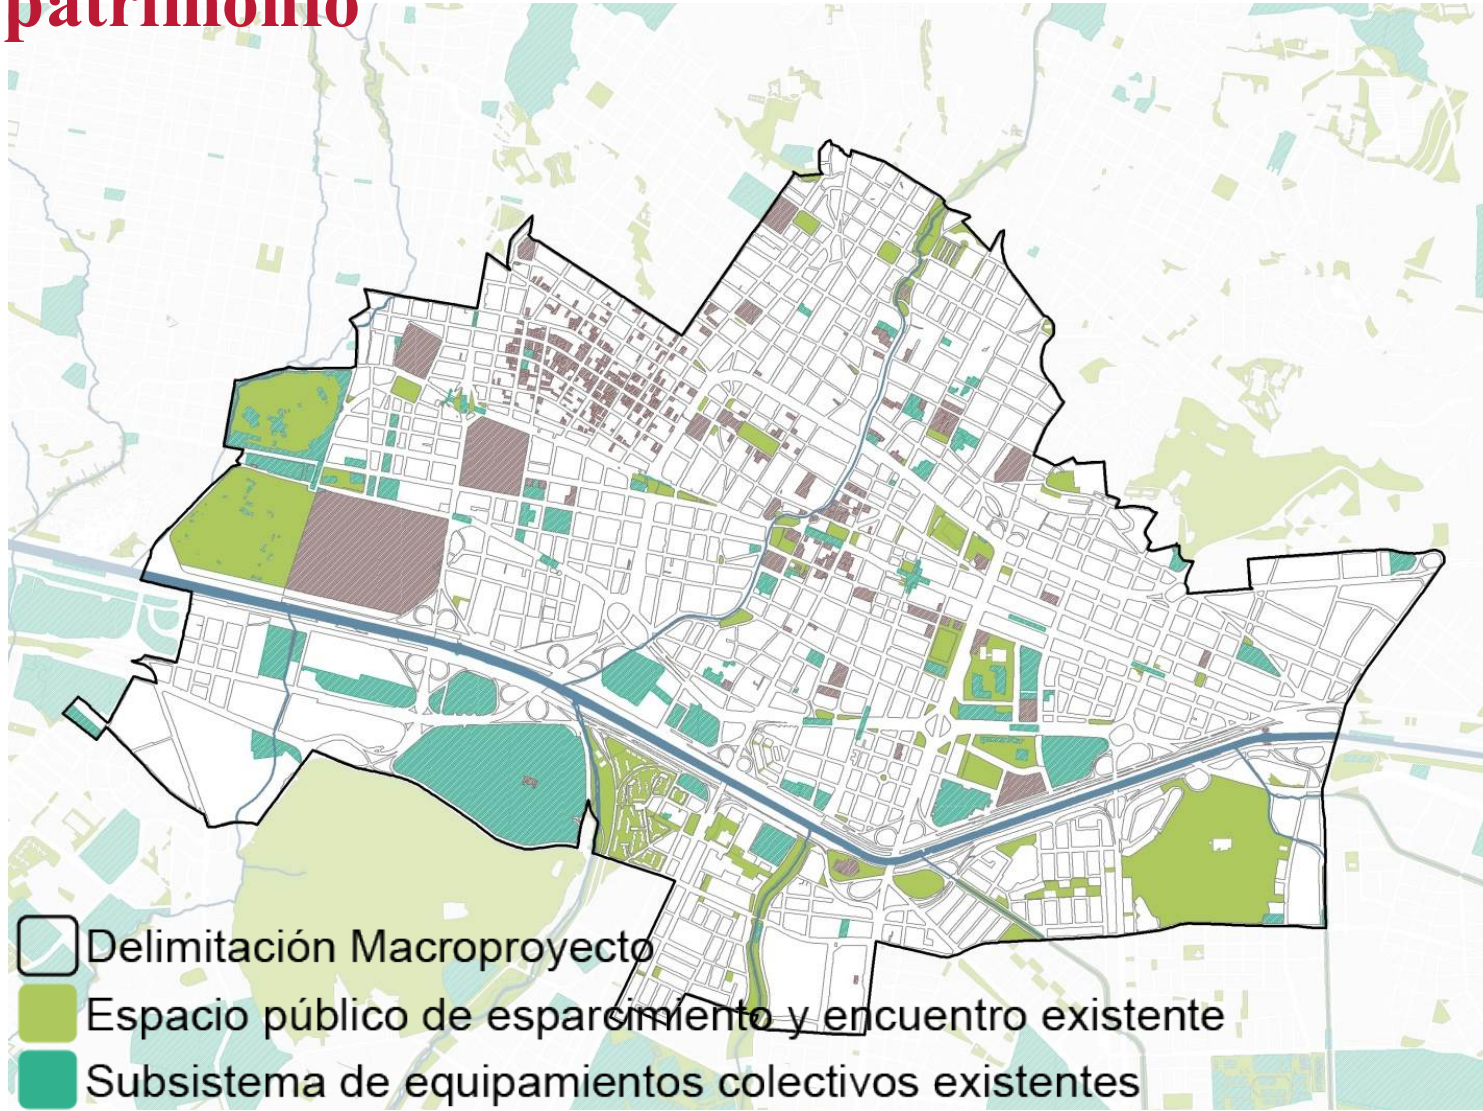 patrimonio
Delimitación Macroproyecto
Espacio público de esparcimiento y encuentro existente
Subsistema de equipamientos colectivos existentes